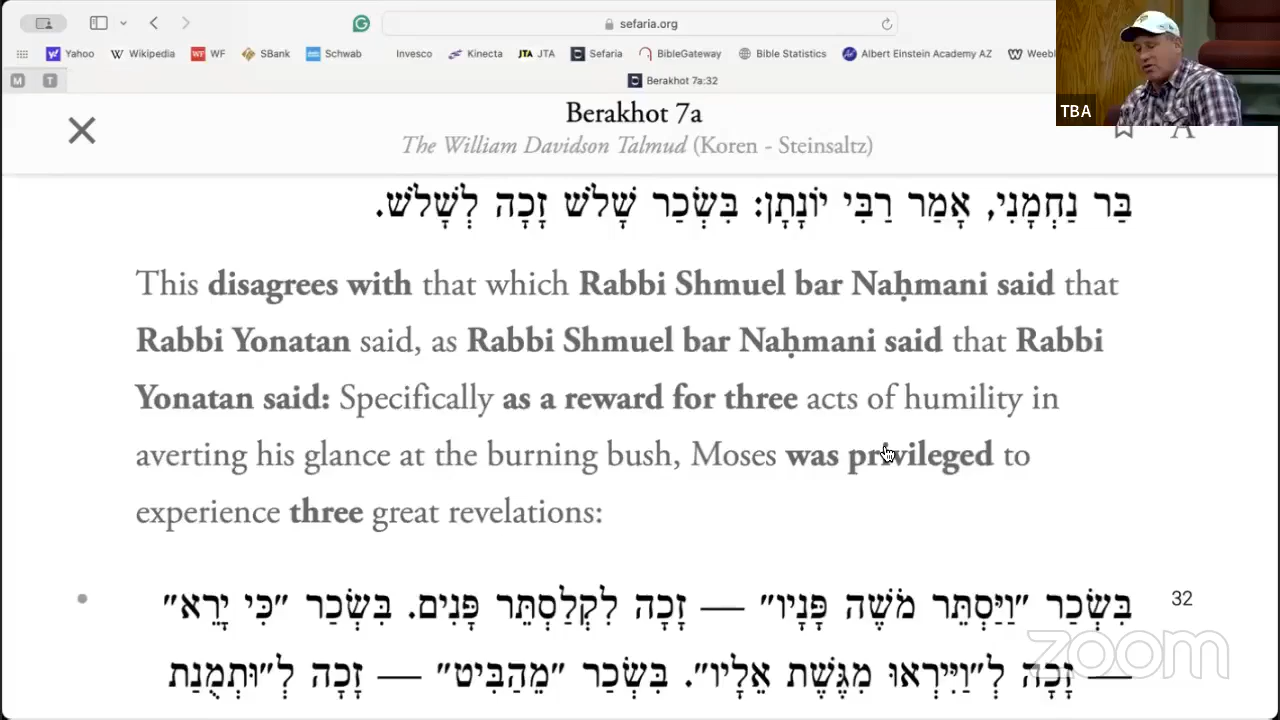 sefaria.org
Yahoo
Wikipedia
WF
SBank
Schwab
Invesco
Kinecta
JTA
Sefaria
BibleGateway
Bible Statistics
Albert Einstein Academy AZ
Weebl
M
T
Berakhot 7a:32
TBA
Berakhot 7a
The William Davidson Talmud (Koren - Steinsaltz)
בַּר נַחְמָנִי, אָמַר רַבִּי יוֹנָתָן: בִּשְׂכַר שָׁלֹשׁ זָכָה לְשָׁלֹשׁ.
This disagrees with that which Rabbi Shmuel bar Naḥmani said that
Rabbi Yonatan said, as Rabbi Shmuel bar Naḥmani said that Rabbi
Yonatan said: Specifically as a reward for three acts of humility in
averting his glance at the burning bush, Moses was privileged to
experience three great revelations:
32
בִּשְׂכַר ״וַיַּסְתֵּר מֹשֶׁה פָּנָיו״ — זָכָה לִקְלַסְתֵּר פָּנִים. בִּשְׂכַר ״כִּי יָרֵא״
— זָכָה לְ״וַיִּירְאוּ מִגֶּשֶׁת אֵלָיו״. בִּשְׂכַר ״מֵהַבִּיט״ — זָכָה לְ״וּתְמֻנַת
zoom